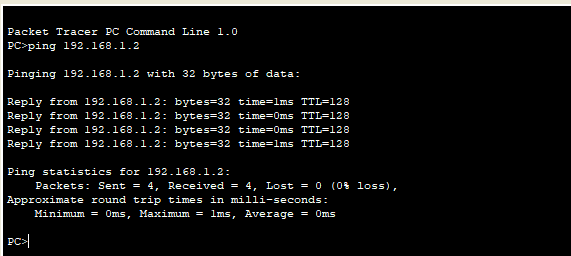 Packet Tracer PC Command Line 1.0
PC>ping 192.168.1.2
Pinging 192.168.1.2 with 32 bytes of data:
Reply from 192.168.1.2: bytes=32 time=1ms TTL=128
Reply from 192.168.1.2: bytes=32 time=0ms TTL=128
Reply from 192.168.1.2: bytes=32 time=0ms TTL=128
Reply from 192.168.1.2: bytes=32 time=1ms TTL=128
Ping statistics for 192.168.1.2:
Packets: Sent = 4, Received = 4, Lost = 0 (0% loss),
Approximate round trip times in milli-seconds:
Minimum = 0ms, Maximum = 1ms, Average = 0ms
PC>